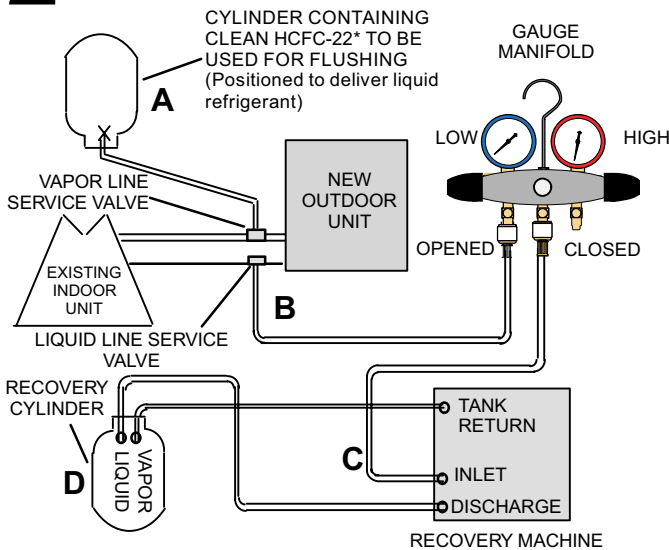 CYLINDER CONTAINING
CLEAN HCFC-22* TO BE
USED FOR FLUSHING
(Positioned to deliver liquid
refrigerant)
A
GAUGE
MANIFOLD
LOW
HIGH
VAPOR LINE
SERVICE VALVE
NEW
OUTDOOR
UNIT
OPENED
CLOSED
EXISTING
INDOOR
UNIT
B
LIQUID LINE SERVICE
VALVE
RECOVERY
CYLINDER
TANK
RETURN
C
D
LIQUID
VAPOR
INLET
DISCHARGE
RECOVERY MACHINE